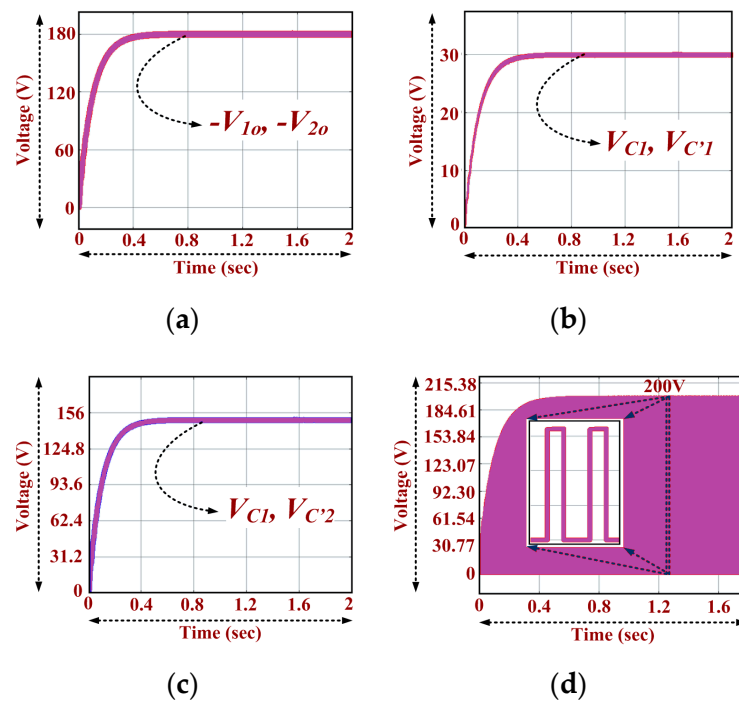 180
120
60
0
Voltage (V)
-V1o, -V2o
0 0.4 0.8 1.2 1.6 2
Time (sec)
(a)
30
20
10
0
Voltage (V)
VC1, VC'1
0 0.4 0.8 1.2 1.6 2
Time (sec)
(b)
156
124.8
93.6
62.4
31.2
0
Voltage (V)
VC1, VC'2
0 0.4 0.8 1.2 1.6 2
Time (sec)
(c)
215.38
184.61
153.84
123.07
92.30
61.54
30.77
0
Voltage (V)
200V
0 0.4 0.8 1.2 1.6
Time (sec)
(d)